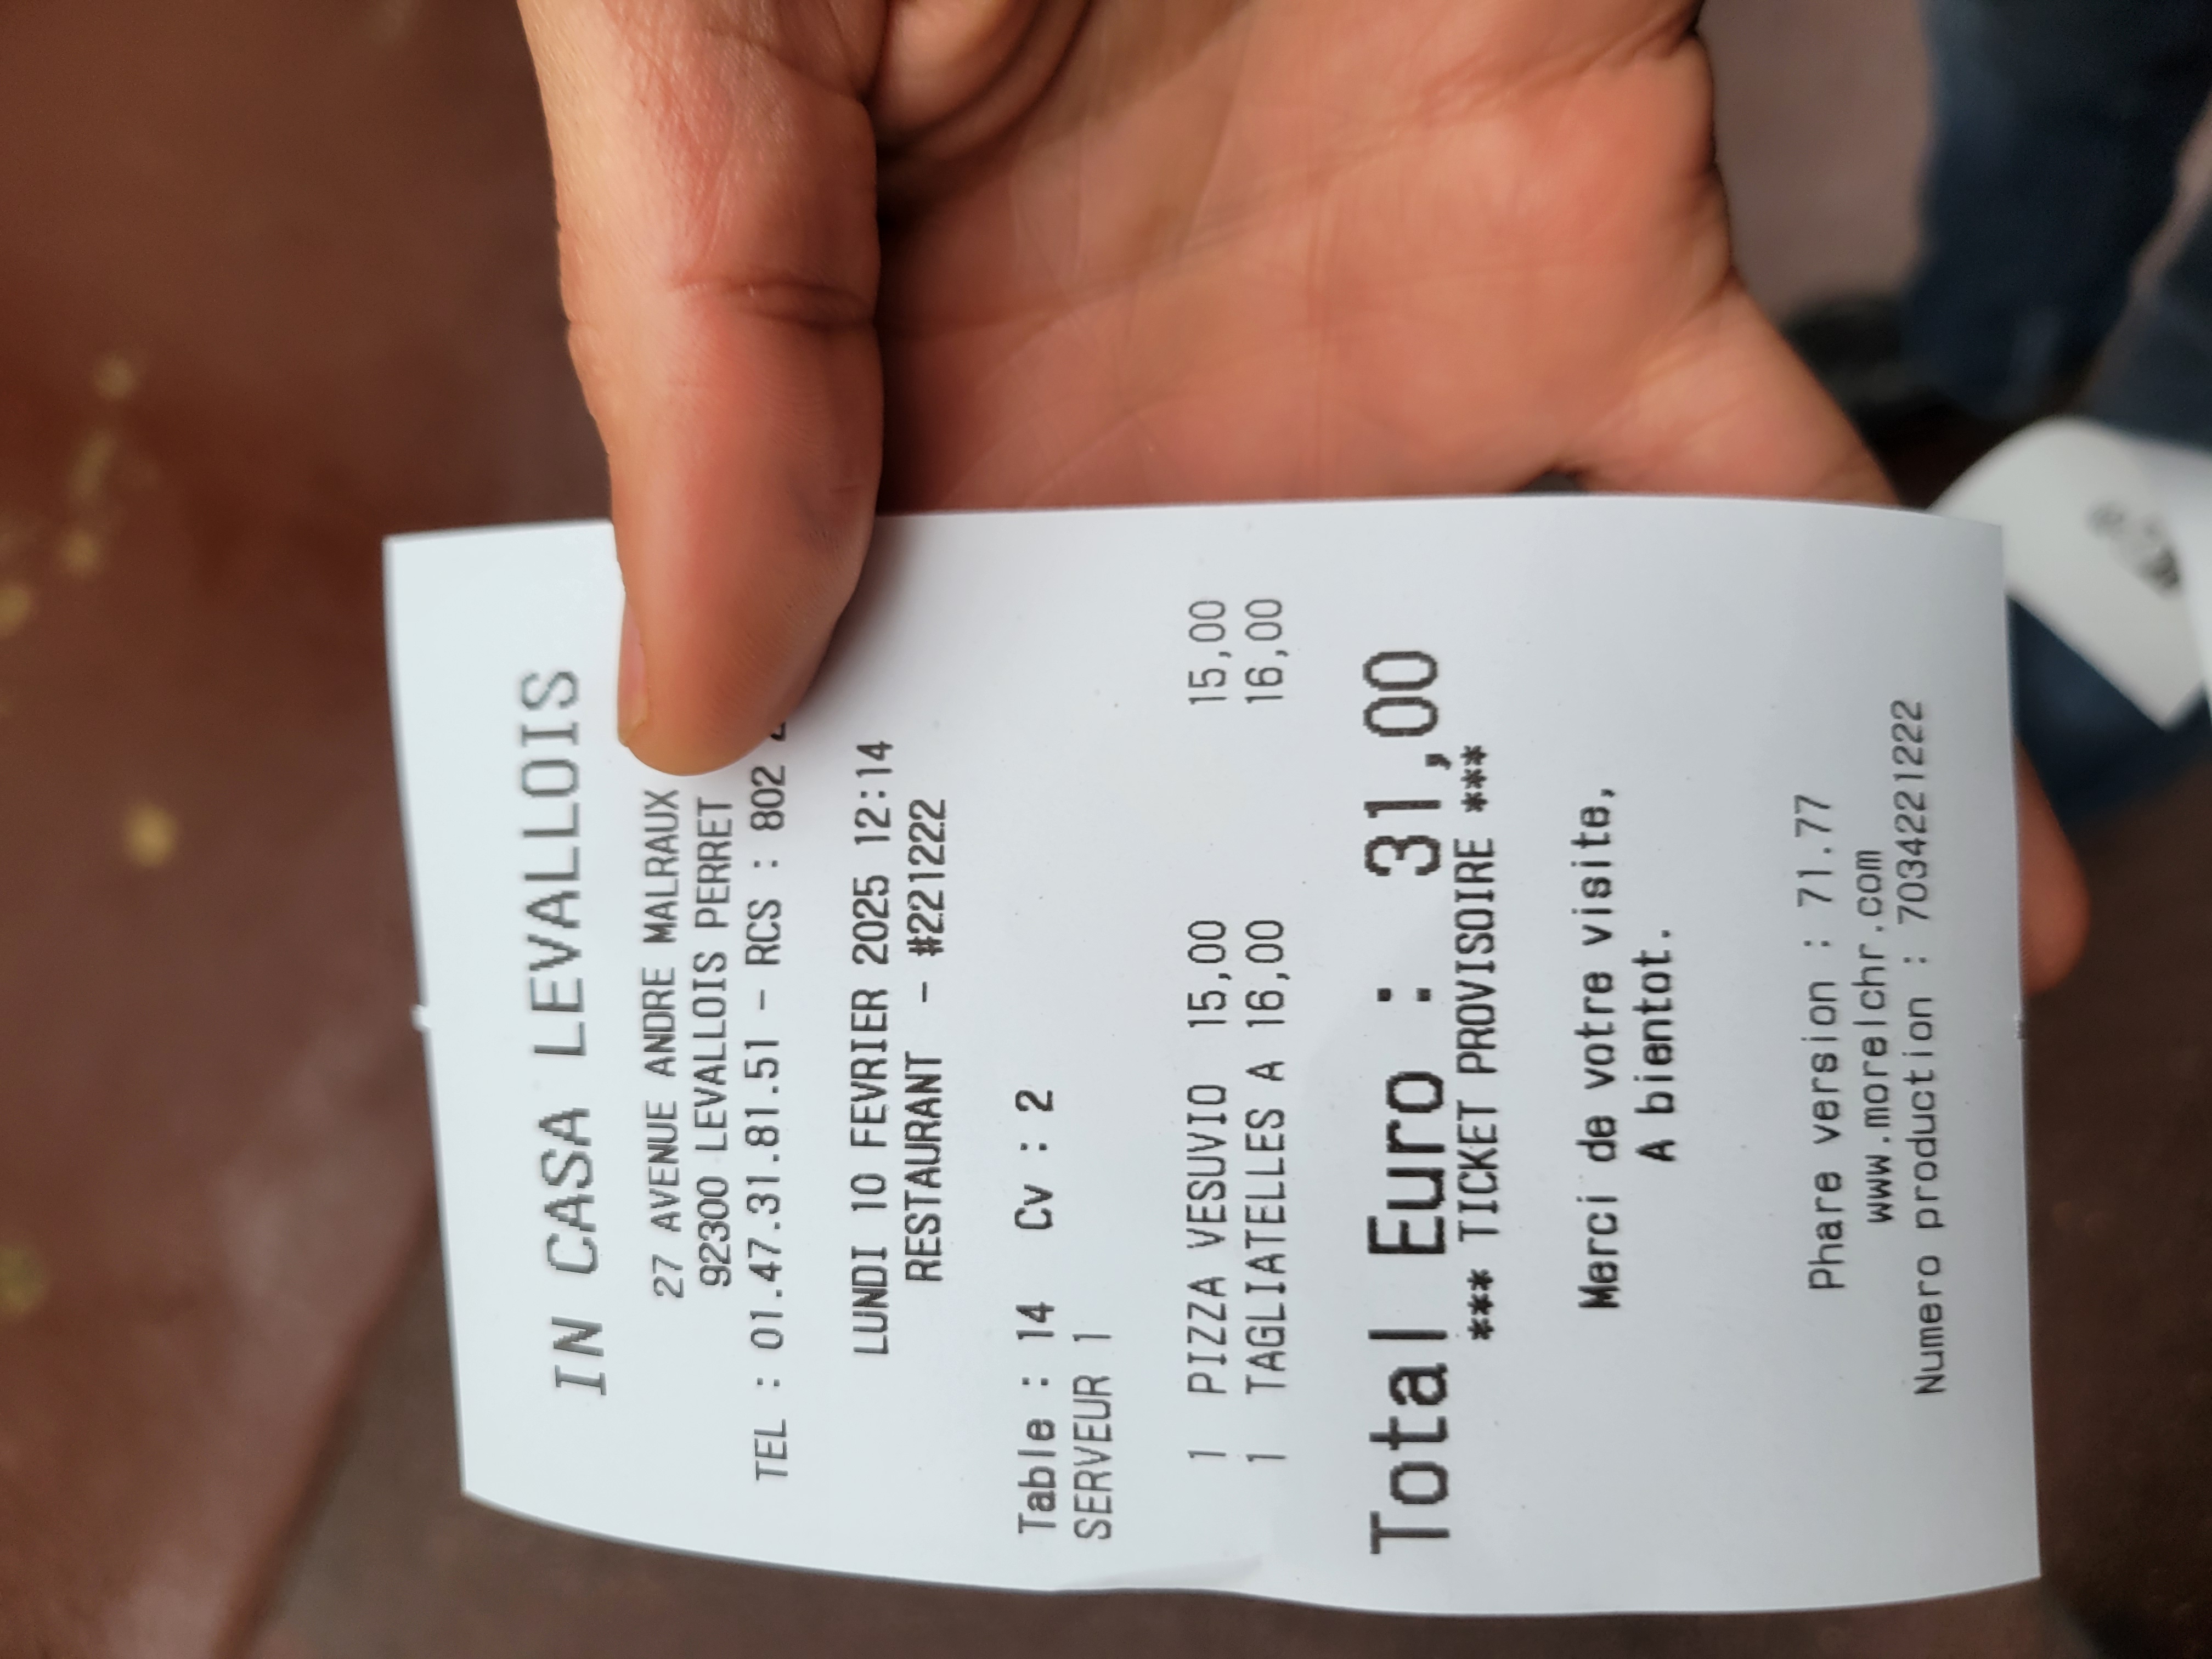 IN CASA LEVALLOIS
27 AVENUE ANDRE MALRAUX
92300 LEVALLOIS PERRET
TEL : 01.47.31.81.51 - RCS : 802
LUNDI 10 FEVRIER 2025 12:14
RESTAURANT - #221222
Table : 14 Cv : 2
SERVEUR 1
1 PIZZA VESUVIO 15,00 15,00
1 TAGLIATELLES A 16,00 16,00
Total Euro : 31,00
*** TICKET PROVISOIRE ***
Merci de votre visite,
A bientot.
Phare version : 71.77
www.morelchr.com
Numero production : 7034221222